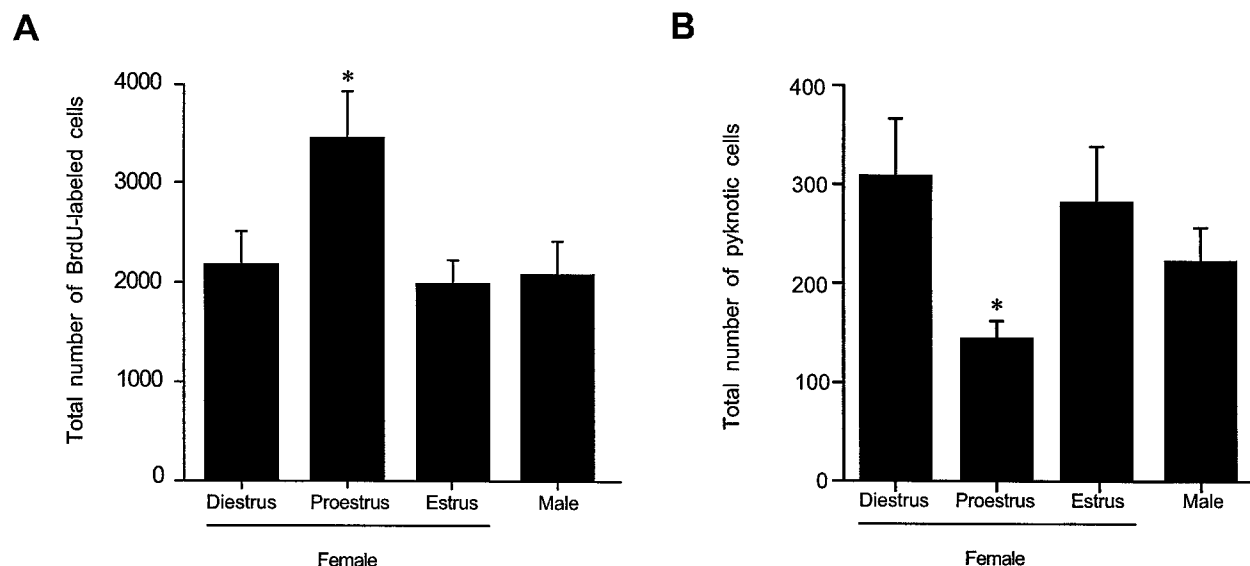 A
Total number of BrdU-labeled cells
4000
3000
2000
1000
0
*
Diestrus Proestrus Estrus Male
Female
B
Total number of pyknotic cells
400
300
200
100
0
*
Diestrus Proestrus Estrus Male
Female